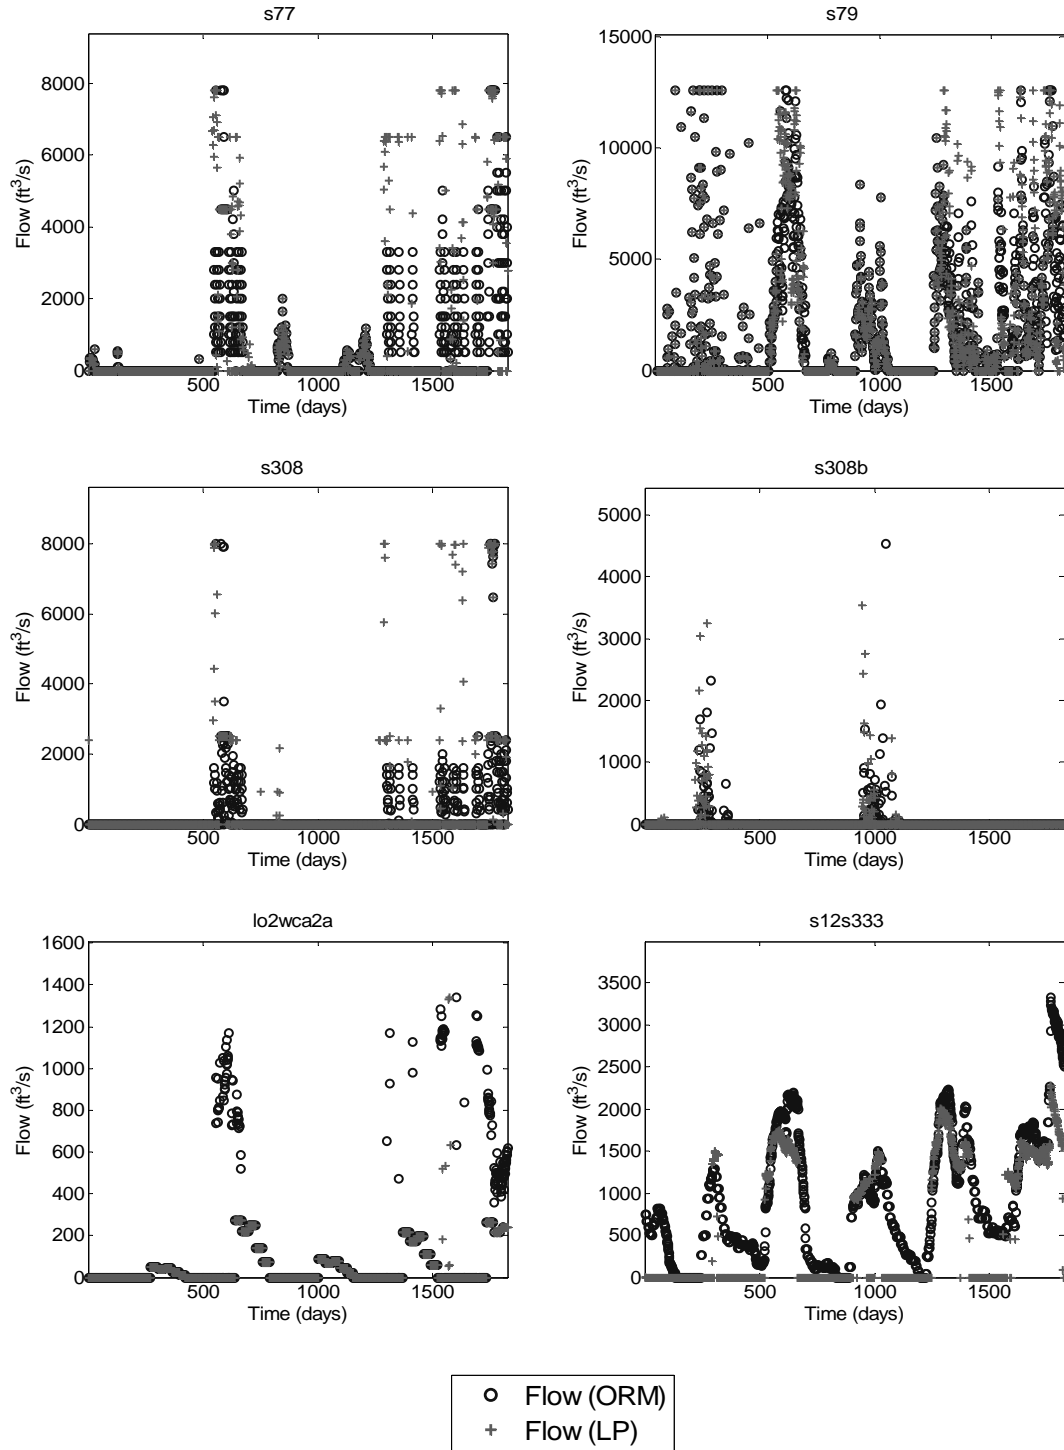 s77
8000
6000
4000
2000
0
500
1000
1500
Flow (ft³/s)
Time (days)
s79
15000
10000
5000
0
500
1000
1500
Flow (ft³/s)
Time (days)
s308
8000
6000
4000
2000
0
500
1000
1500
Flow (ft³/s)
Time (days)
s308b
5000
4000
3000
2000
1000
0
500
1000
1500
Flow (ft³/s)
Time (days)
lo2wca2a
1600
1400
1200
1000
800
600
400
200
0
500
1000
1500
Flow (ft³/s)
Time (days)
s12s333
3500
3000
2500
2000
1500
1000
500
0
500
1000
1500
Flow (ft³/s)
Time (days)
Flow (ORM)
Flow (LP)